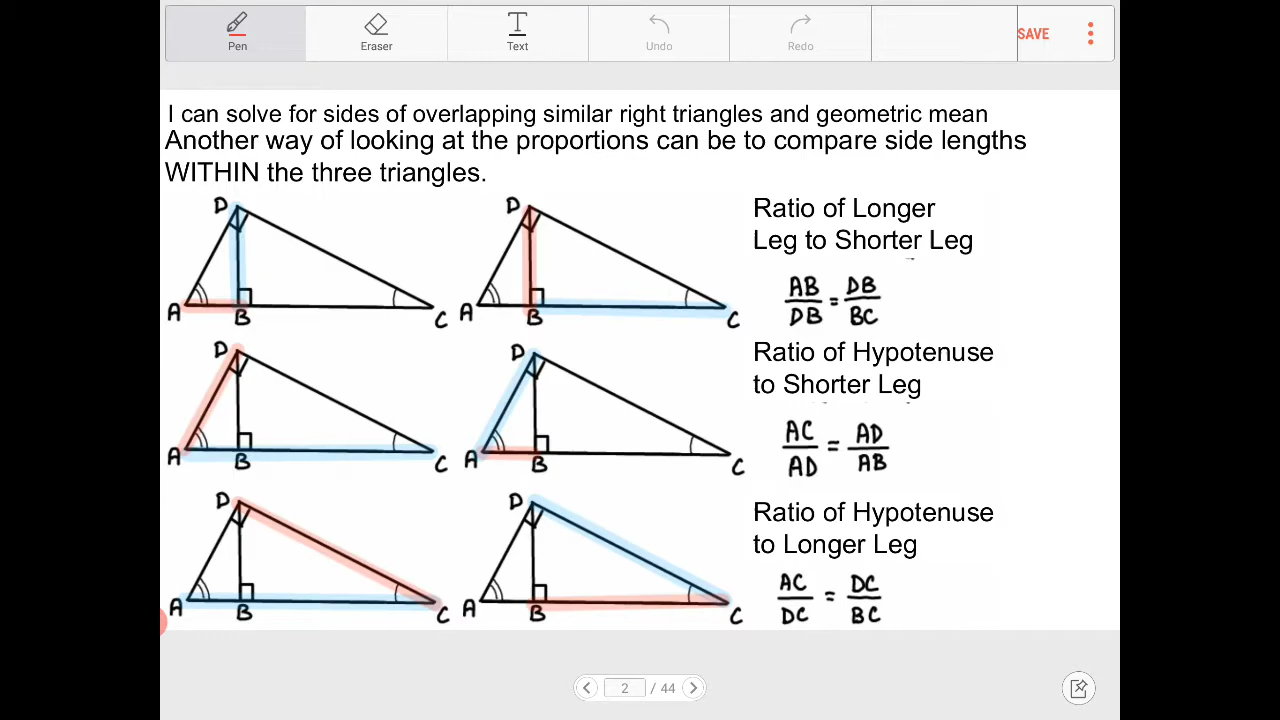 Pen
Eraser
Text
Undo
Redo
SAVE
I can solve for sides of overlapping similar right triangles and geometric mean
Another way of looking at the proportions can be to compare side lengths
WITHIN the three triangles.
D
A
B
C
D
A
B
C
Ratio of Longer
Leg to Shorter Leg
AB/DB = DB/BC
D
A
B
C
D
A
B
C
Ratio of Hypotenuse
to Shorter Leg
AC/AD = AD/AB
D
A
B
C
D
A
B
C
Ratio of Hypotenuse
to Longer Leg
AC/DC = DC/BC
2 / 44